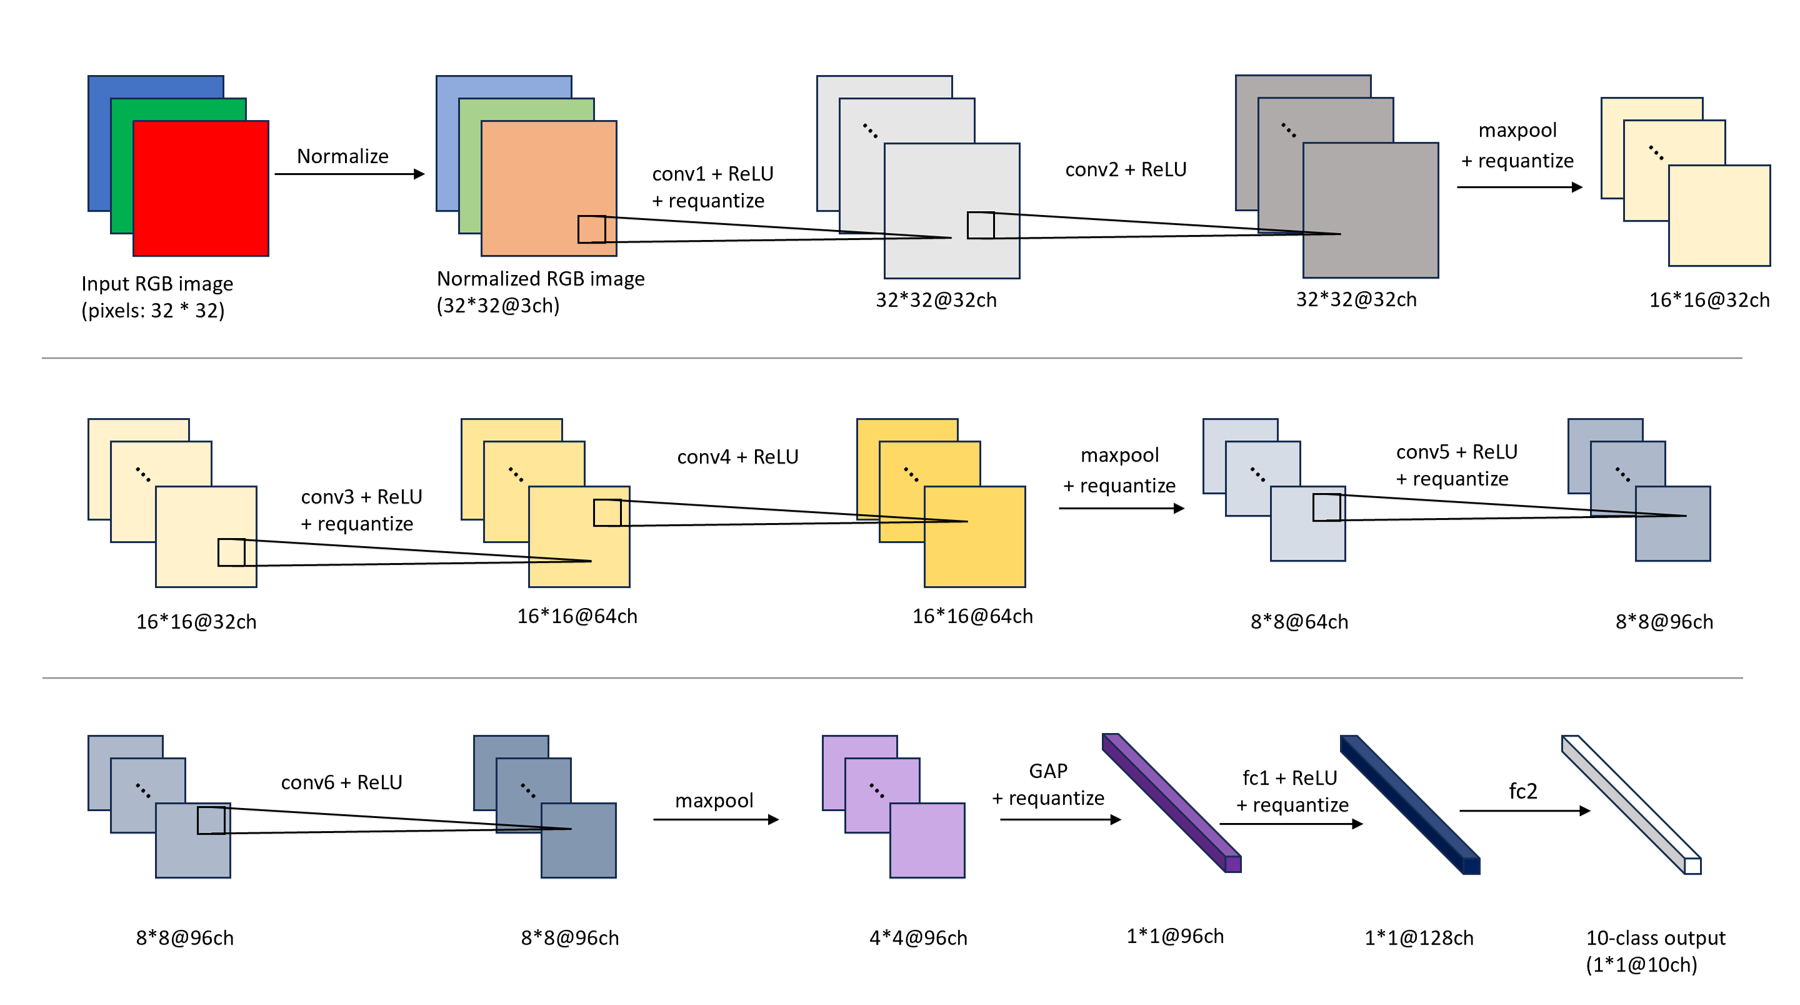 Normalize
conv1 + ReLU
+ requantize
conv2 + ReLU
maxpool
+ requantize
Input RGB image
(pixels: 32 * 32)
Normalized RGB image
(32*32@3ch)
32*32@32ch
32*32@32ch
16*16@32ch
conv3 + ReLU
+ requantize
conv4 + ReLU
maxpool
+ requantize
conv5 + ReLU
+ requantize
16*16@32ch
16*16@64ch
16*16@64ch
8*8@64ch
8*8@96ch
conv6 + ReLU
maxpool
GAP
+ requantize
fc1 + ReLU
+ requantize
fc2
8*8@96ch
8*8@96ch
4*4@96ch
1*1@96ch
1*1@128ch
10-class output
(1*1@10ch)